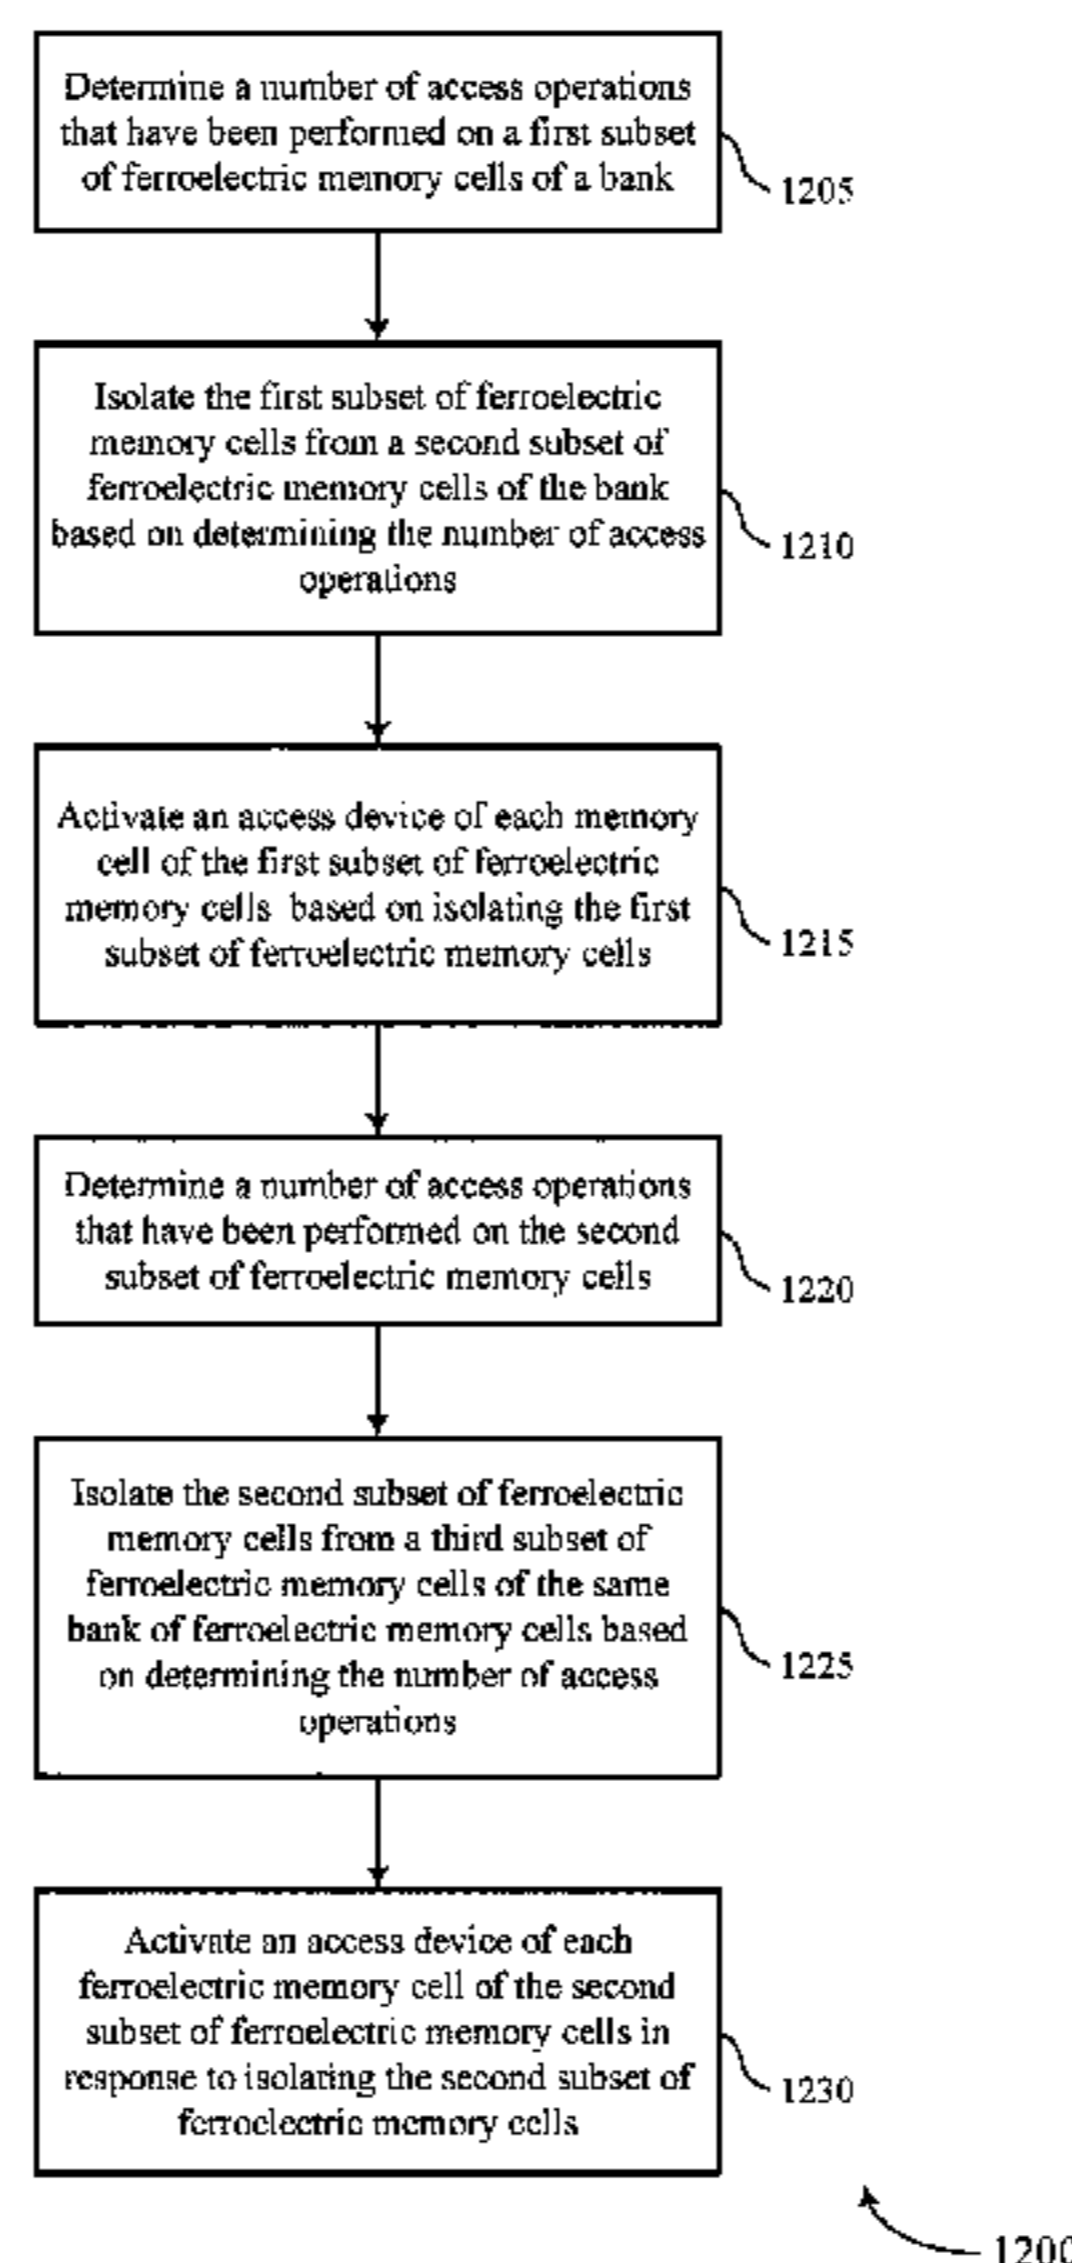 Determine a number of access operations
that have been performed on a first subset
of ferroelectric memory cells of a bank
1205
Isolate the first subset of ferroelectric
memory cells from a second subset of
ferroelectric memory cells of the bank
based on determining the number of access
operations
1210
Activate an access device of each memory
cell of the first subset of ferroelectric
memory cells based on isolating the first
subset of ferroelectric memory cells
1215
Determine a number of access operations
that have been performed on the second
subset of ferroelectric memory cells
1220
Isolate the second subset of ferroelectric
memory cells from a third subset of
ferroelectric memory cells of the same
bank of ferroelectric memory cells based
on determining the number of access
operations
1225
Activate an access device of each
ferroelectric memory cell of the second
subset of ferroelectric memory cells in
response to isolating the second subset of
ferroelectric memory cells
1230
1200